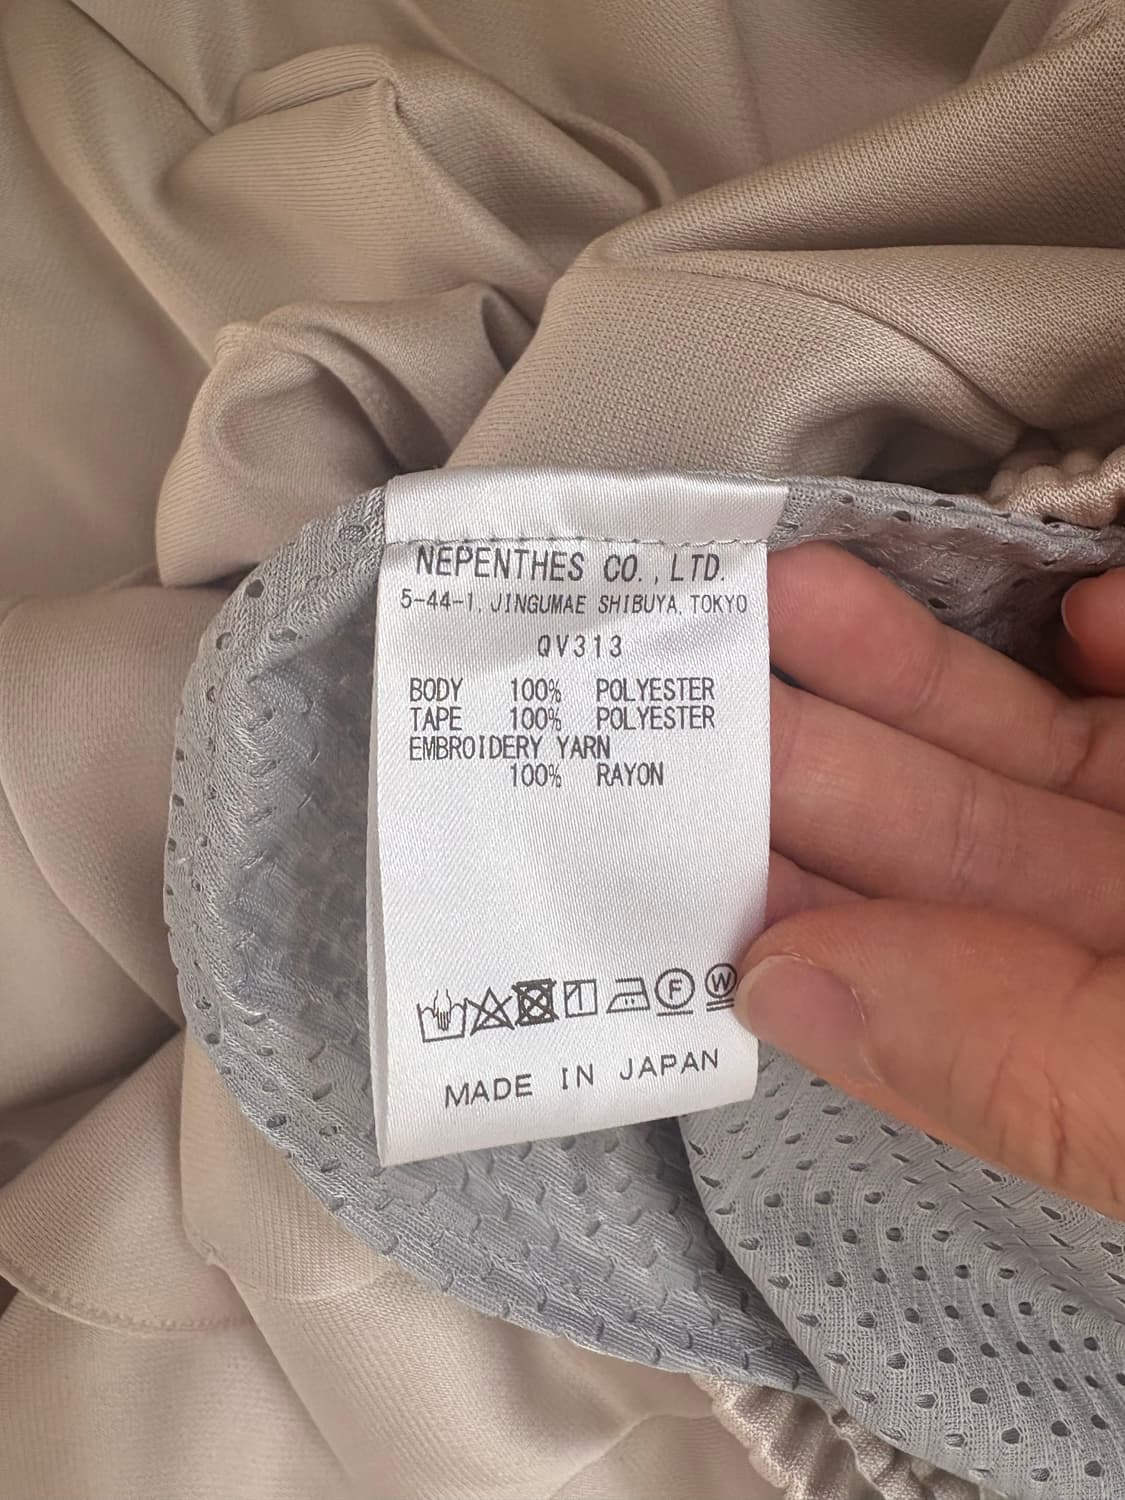 NEPENTHES CO.,LTD.
5-44-1, JINGUMAE SHIBUYA, TOKYO
QV313
BODY 100% POLYESTER
TAPE 100% POLYESTER
EMBROIDERY YARN
100% RAYON
F W
MADE IN JAPAN